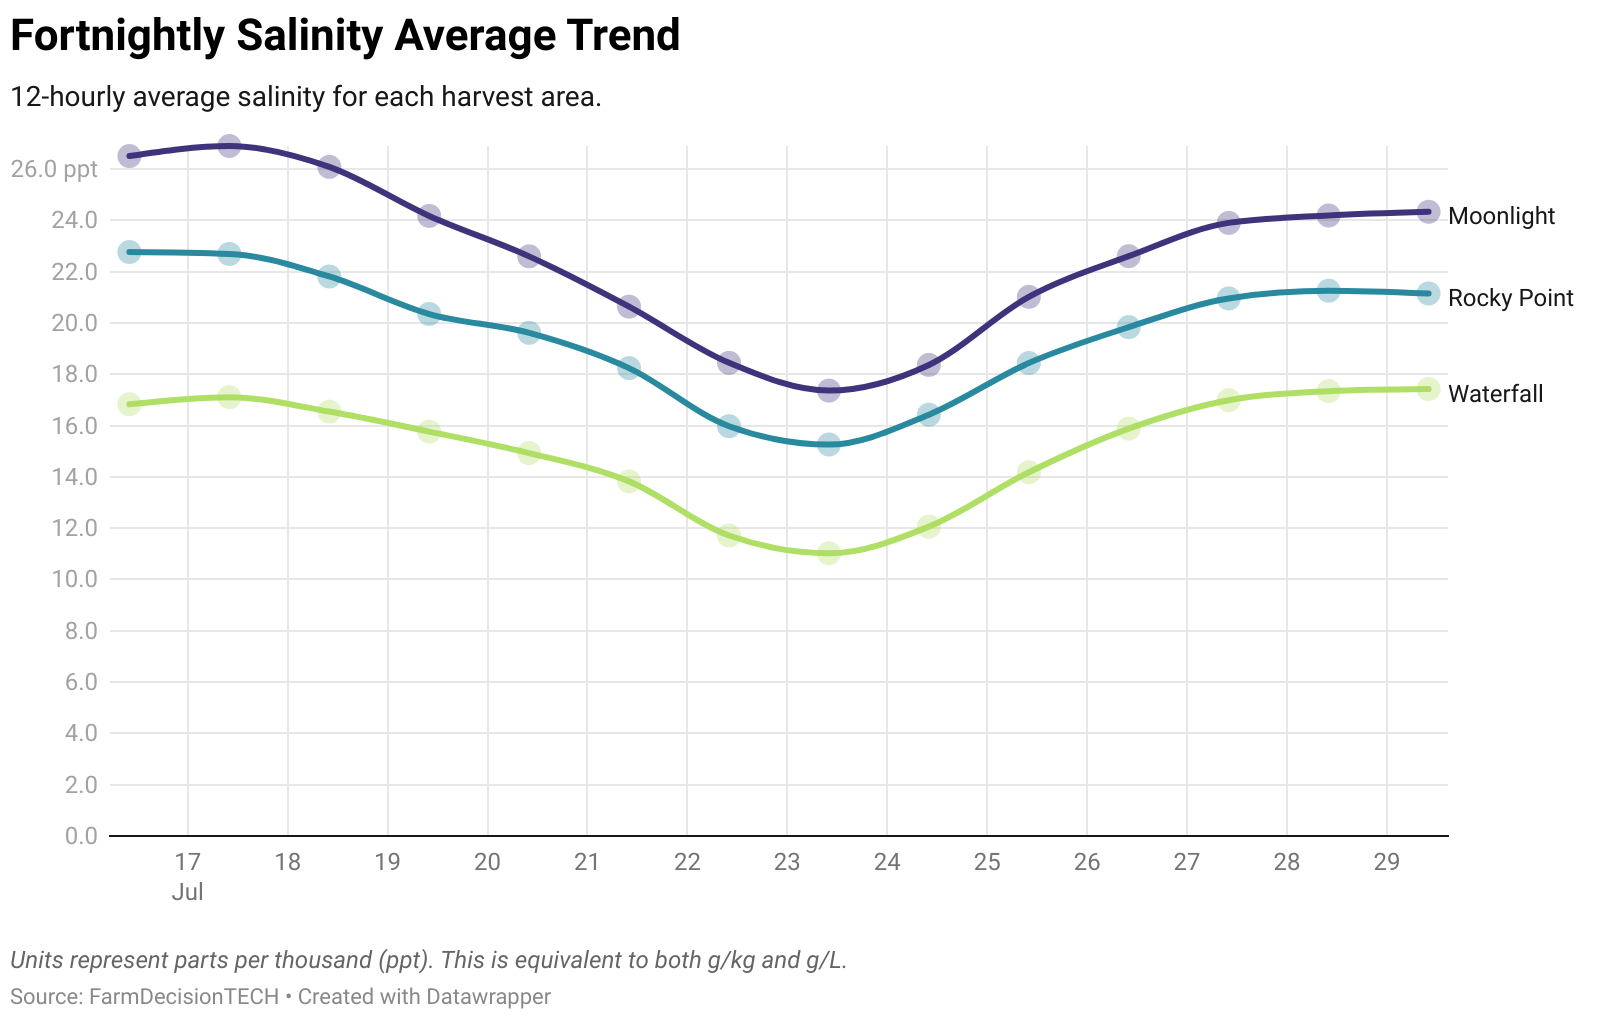 Fortnightly Salinity Average Trend
12-hourly average salinity for each harvest area.
26.0 ppt
24.0
22.0
20.0
18.0
16.0
14.0
12.0
10.0
8.0
6.0
4.0
2.0
0.0
Moonlight
Rocky Point
Waterfall
17 18 19 20 21 22 23 24 25 26 27 28 29
Jul
Units represent parts per thousand (ppt). This is equivalent to both g/kg and g/L.
Source: FarmDecisionTECH • Created with Datawrapper